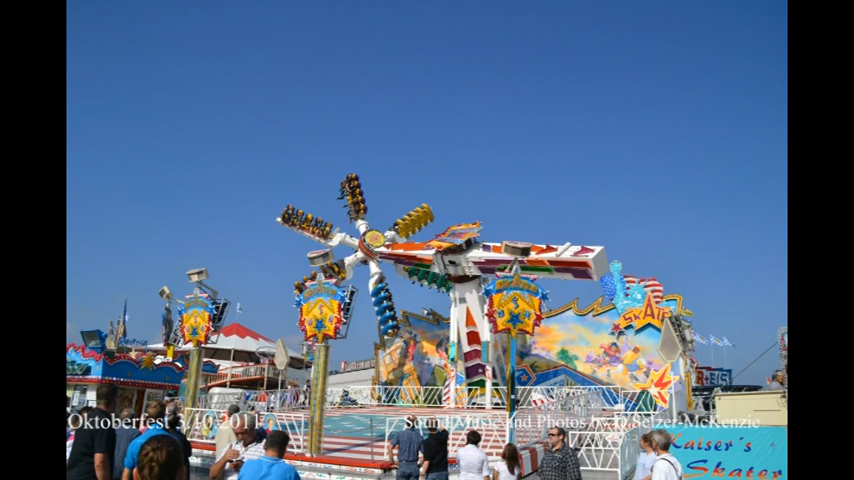 SKATER
Oktoberfest 3.10.2011
Sound Music and Photos by D.Selzer-McKenzie
Kaiser's
Skater